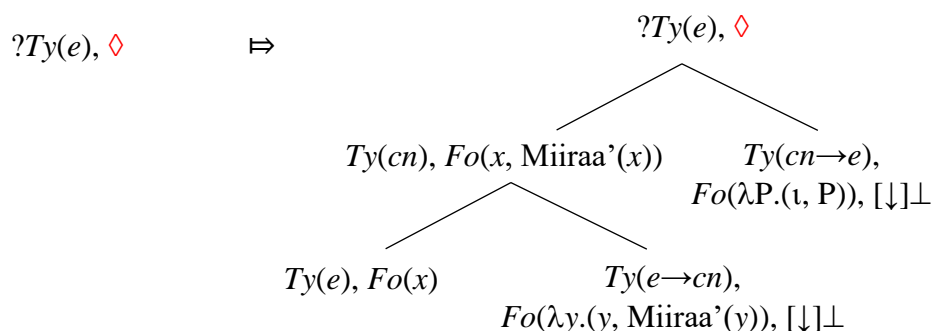 ?Ty(e), ◊ ⤇ ?Ty(e), ◊
Ty(cn), Fo(x, Miiraa’(x)) Ty(cn→e),
Fo(λP.(ι, P)), [↓]⊥
Ty(e), Fo(x) Ty(e→cn),
Fo(λy.(y, Miiraa’(y)), [↓]⊥